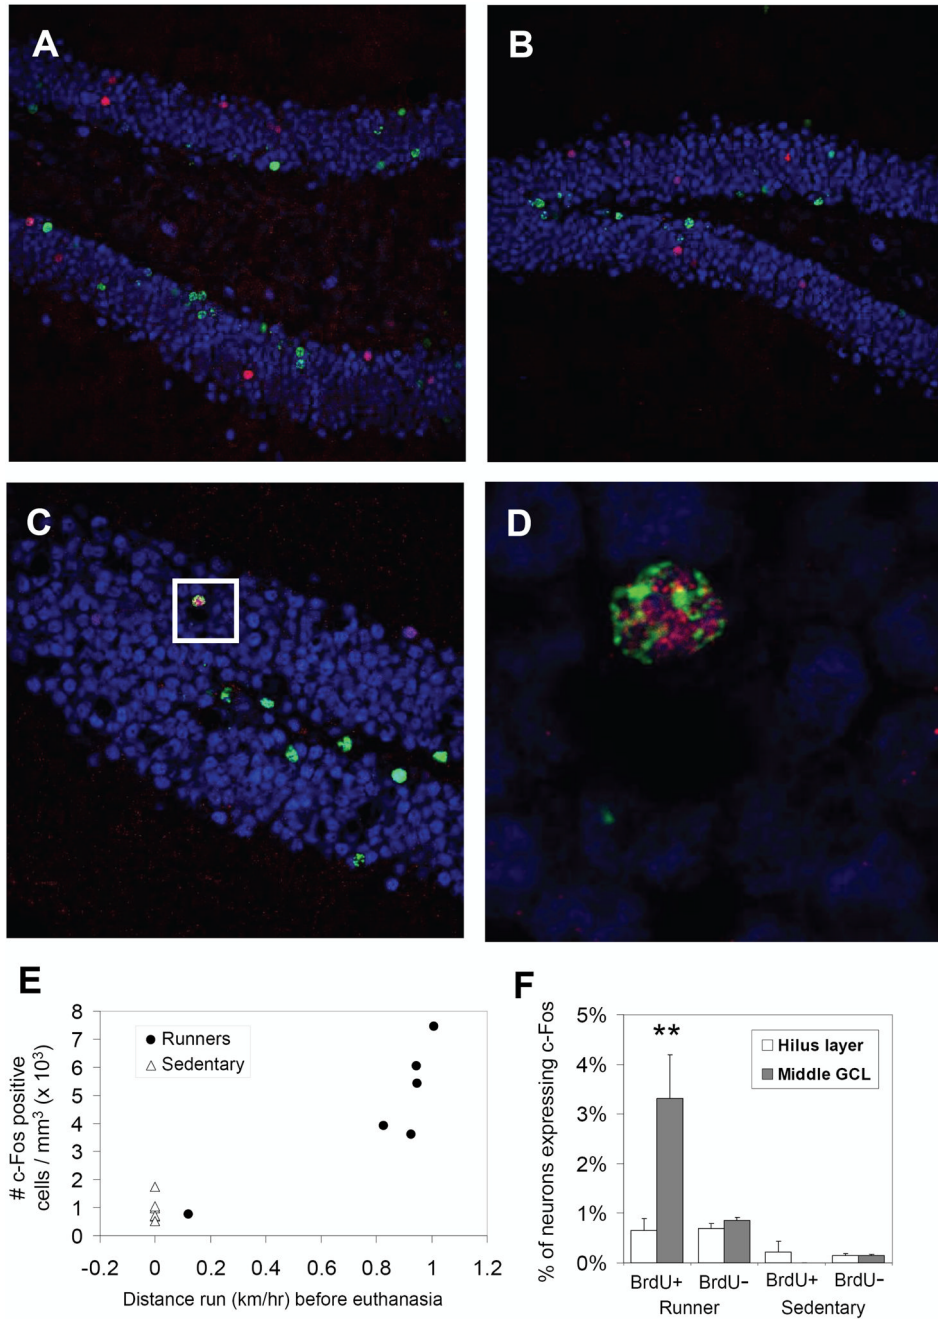 A
B
C
D
E
# c-Fos positive
cells / mm³ (x 10³)
8
7
6
5
4
3
2
1
0
● Runners
△ Sedentary
-0.2 0 0.2 0.4 0.6 0.8 1 1.2
Distance run (km/hr) before euthanasia
F
% of neurons expressing c-Fos
5%
4%
3%
2%
1%
0%
**
Hilus layer
Middle GCL
BrdU+ BrdU− BrdU+ BrdU−
Runner Sedentary